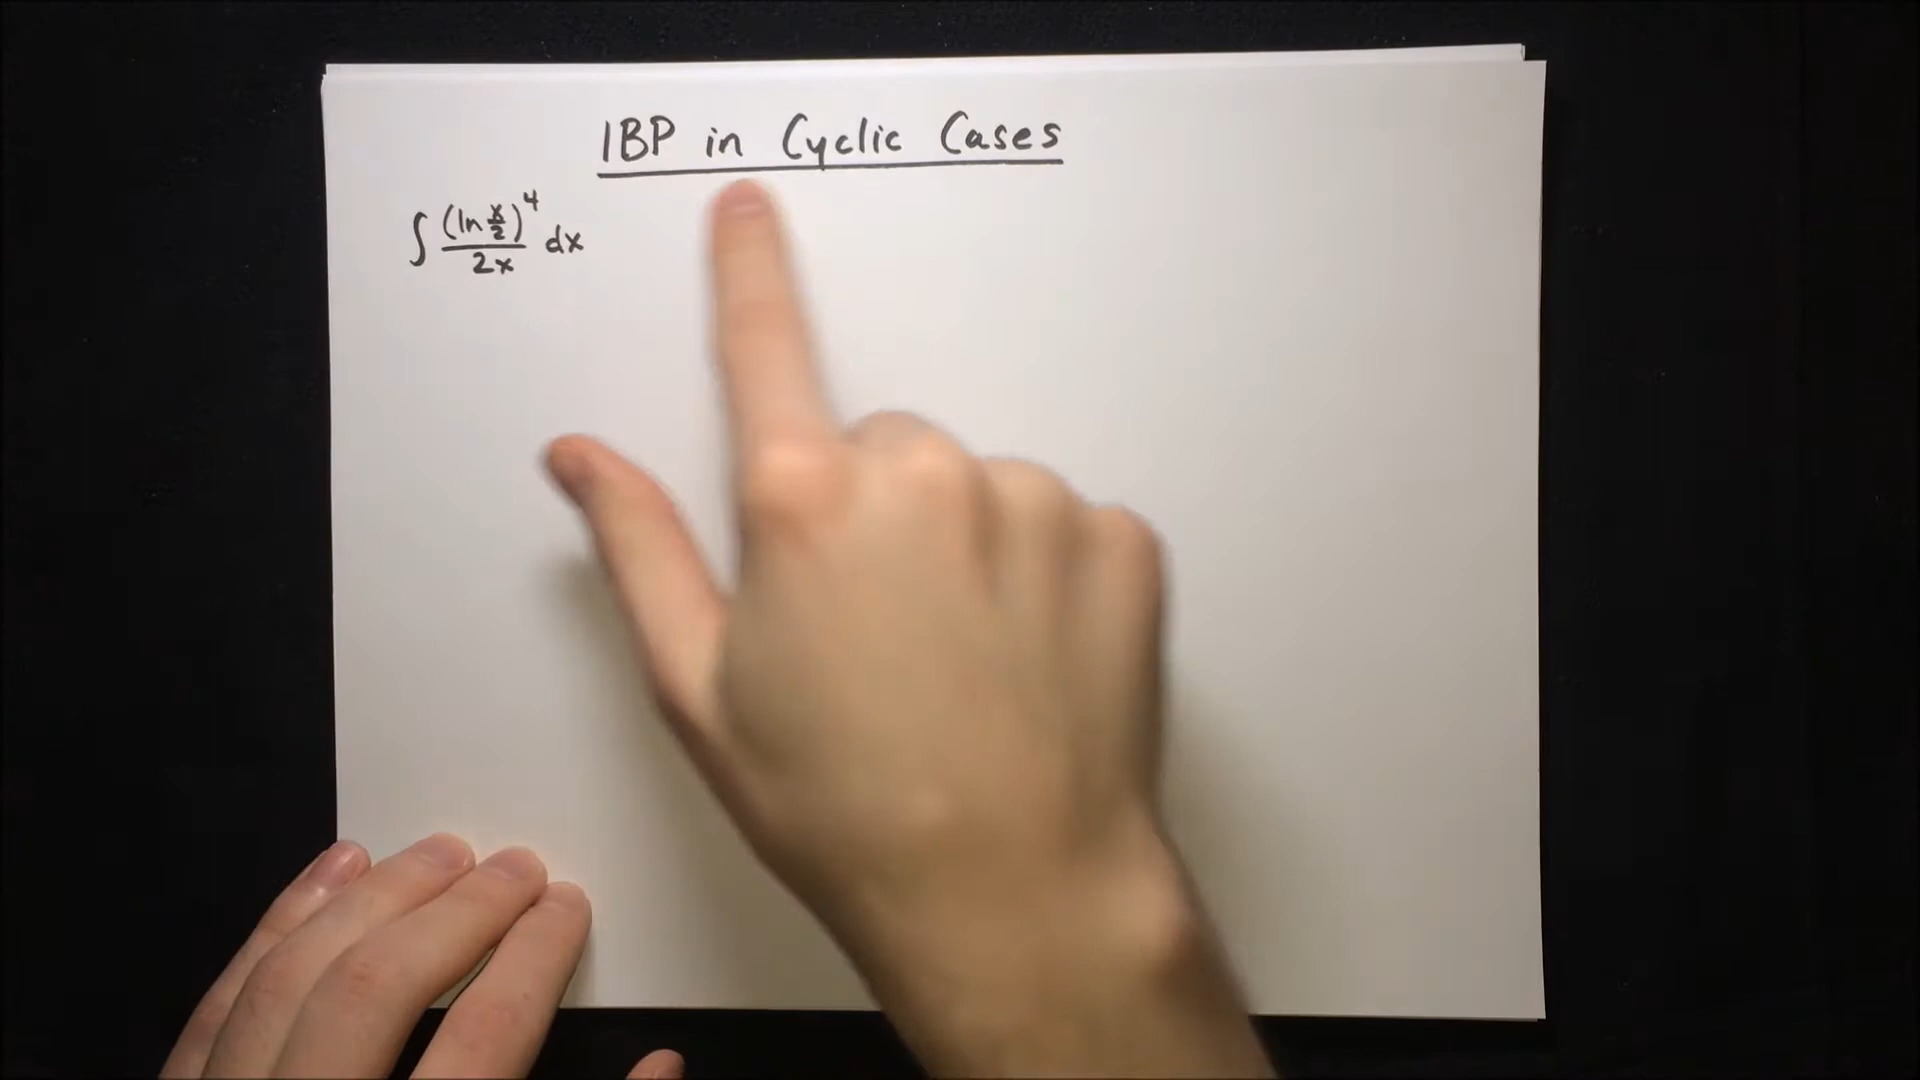 IBP in Cyclic Cases
∫ (ln x/2)^4 / 2x dx